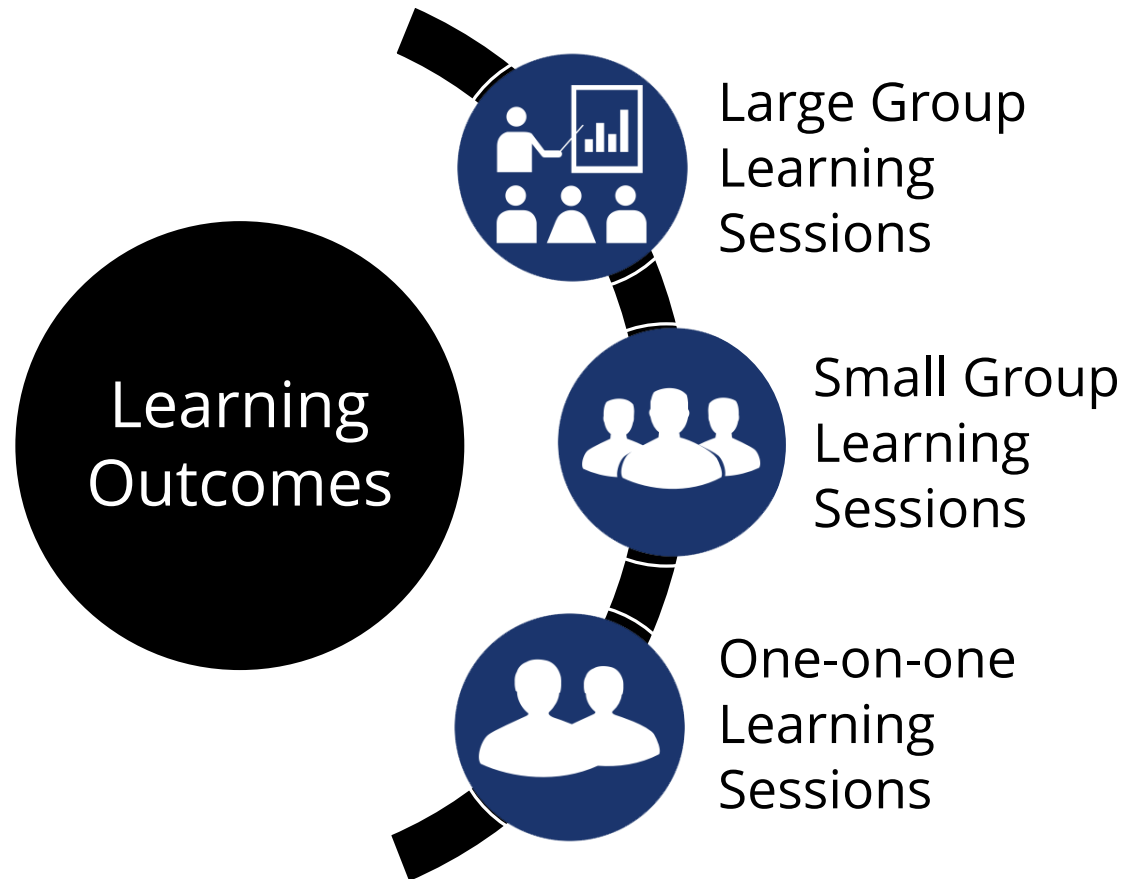 Large Group
Learning
Sessions
Learning
Outcomes
Small Group
Learning
Sessions
One-on-one
Learning
Sessions